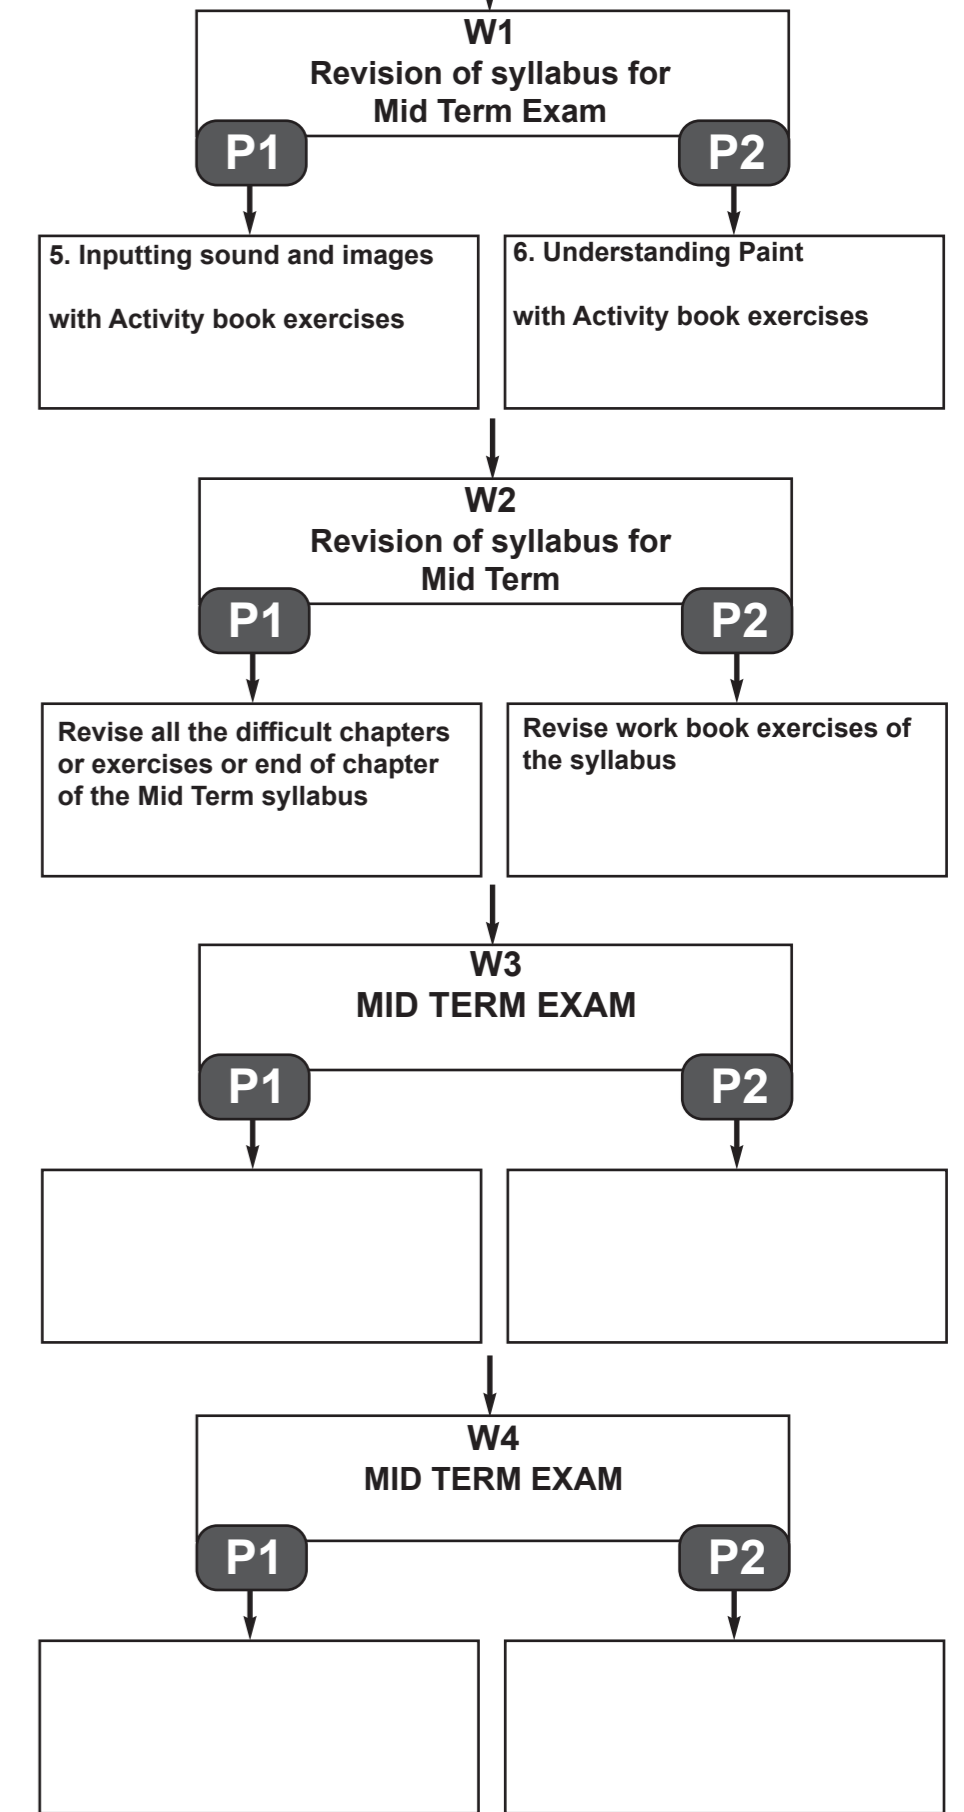 W1
Revision of syllabus for
Mid Term Exam
P1
P2
5. Inputting sound and images
with Activity book exercises
6. Understanding Paint
with Activity book exercises
W2
Revision of syllabus for
Mid Term
P1
P2
Revise all the difficult chapters
or exercises or end of chapter
of the Mid Term syllabus
Revise work book exercises of
the syllabus
W3
MID TERM EXAM
P1
P2
W4
MID TERM EXAM
P1
P2